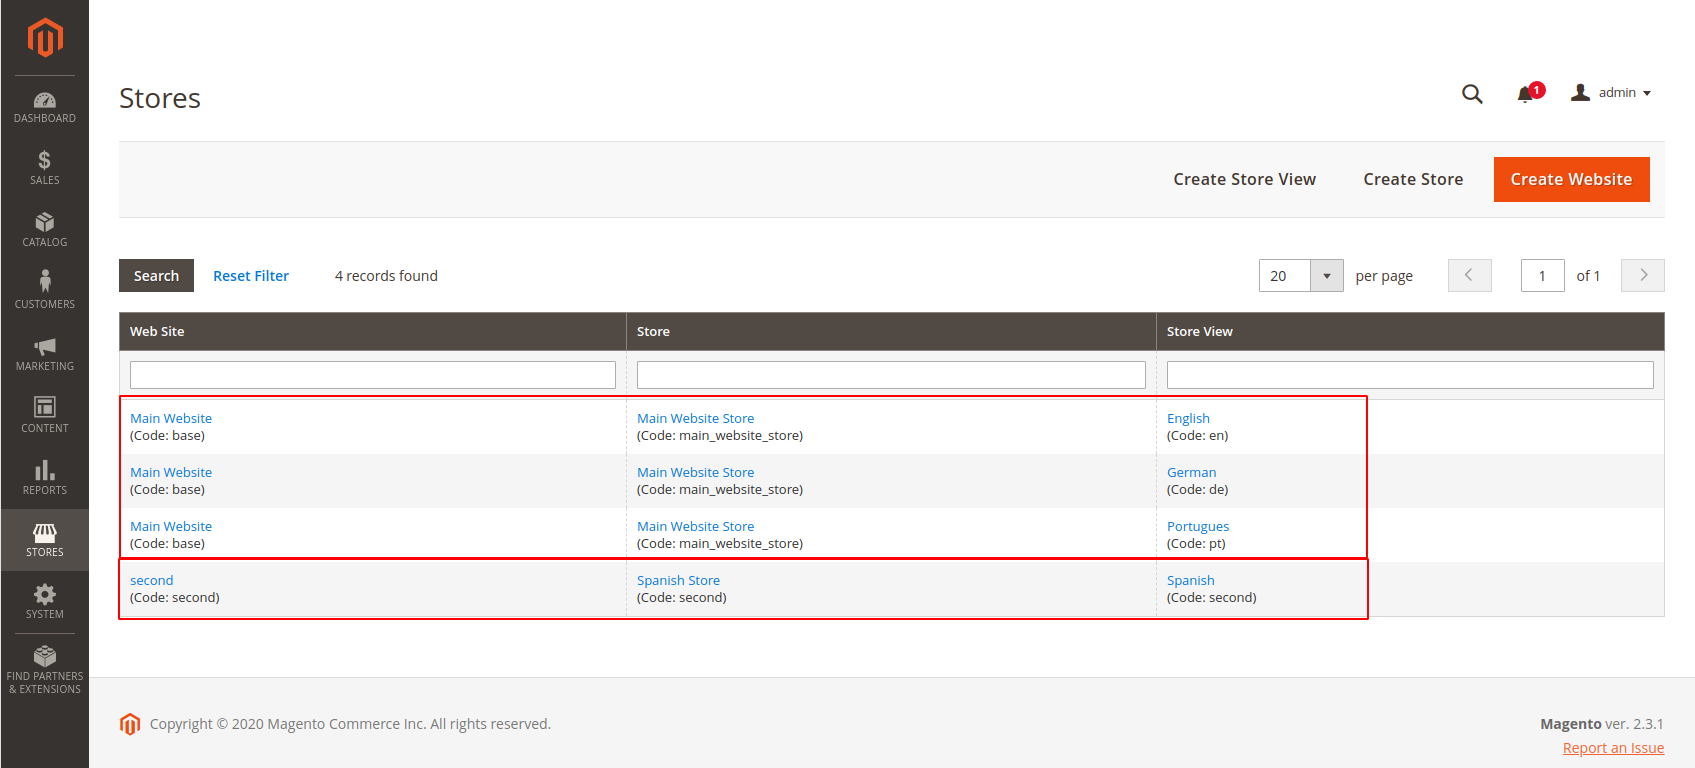 DASHBOARD
SALES
CATALOG
CUSTOMERS
MARKETING
CONTENT
REPORTS
STORES
SYSTEM
FIND PARTNERS
& EXTENSIONS
Stores
1
admin
Create Store View Create Store Create Website
Search Reset Filter 4 records found 20 per page 1 of 1
Web Site Store Store View
Main Website Main Website Store English
(Code: base) (Code: main_website_store) (Code: en)
Main Website Main Website Store German
(Code: base) (Code: main_website_store) (Code: de)
Main Website Main Website Store Portugues
(Code: base) (Code: main_website_store) (Code: pt)
second Spanish Store Spanish
(Code: second) (Code: second) (Code: second)
Copyright © 2020 Magento Commerce Inc. All rights reserved. Magento ver. 2.3.1
Report an Issue